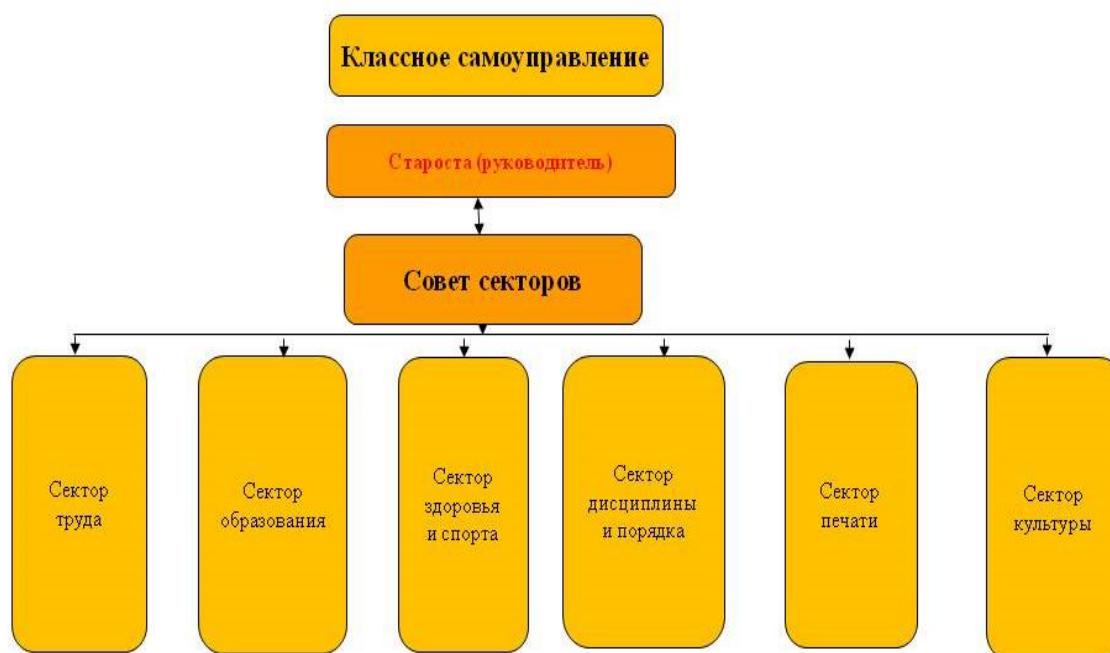 Классное самоуправление
Староста (руководитель)
Совет секторов
Сектор
труда
Сектор
образования
Сектор
здоровья
и спорта
Сектор
дисциплины
и порядка
Сектор
печати
Сектор
культуры